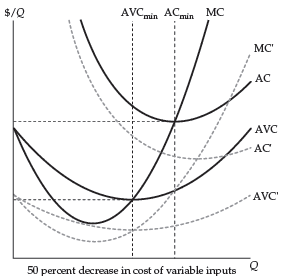 $/Q
AVCmin ACmin MC
MC'
AC
AVC
AC'
AVC'
Q
50 percent decrease in cost of variable inputs